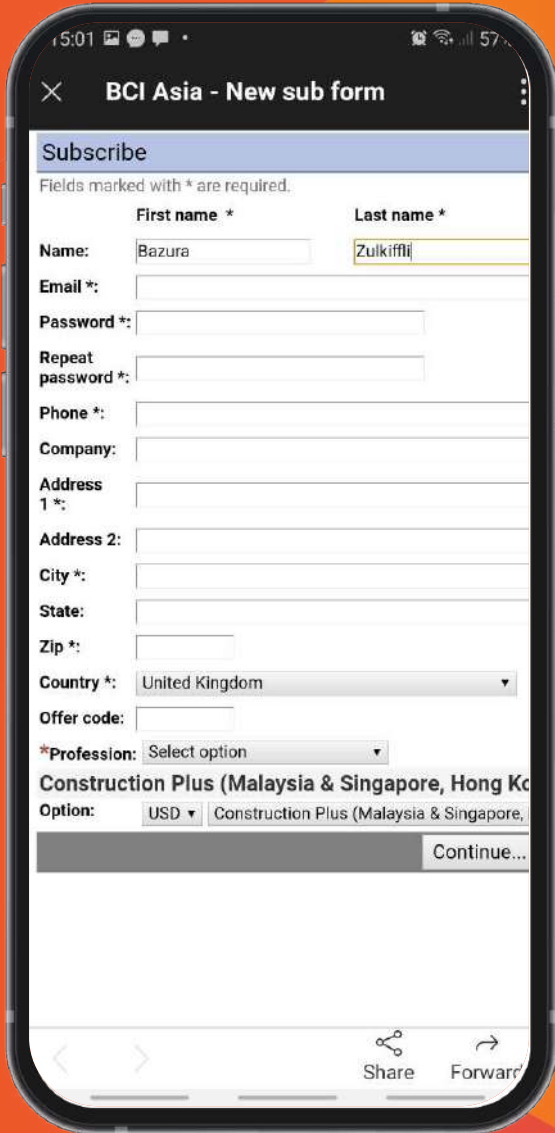 15:01
57
BCI Asia - New sub form
Subscribe
Fields marked with * are required.
First name * Last name *
Name: Bazura Zulkiffli
Email *:
Password *:
Repeat
password *:
Phone *:
Company:
Address
1 *:
Address 2:
City *:
State:
Zip *:
Country *: United Kingdom
Offer code:
*Profession: Select option
Construction Plus (Malaysia & Singapore, Hong
Option: USD Construction Plus (Malaysia & Singapore,
Continue...
Share Forward